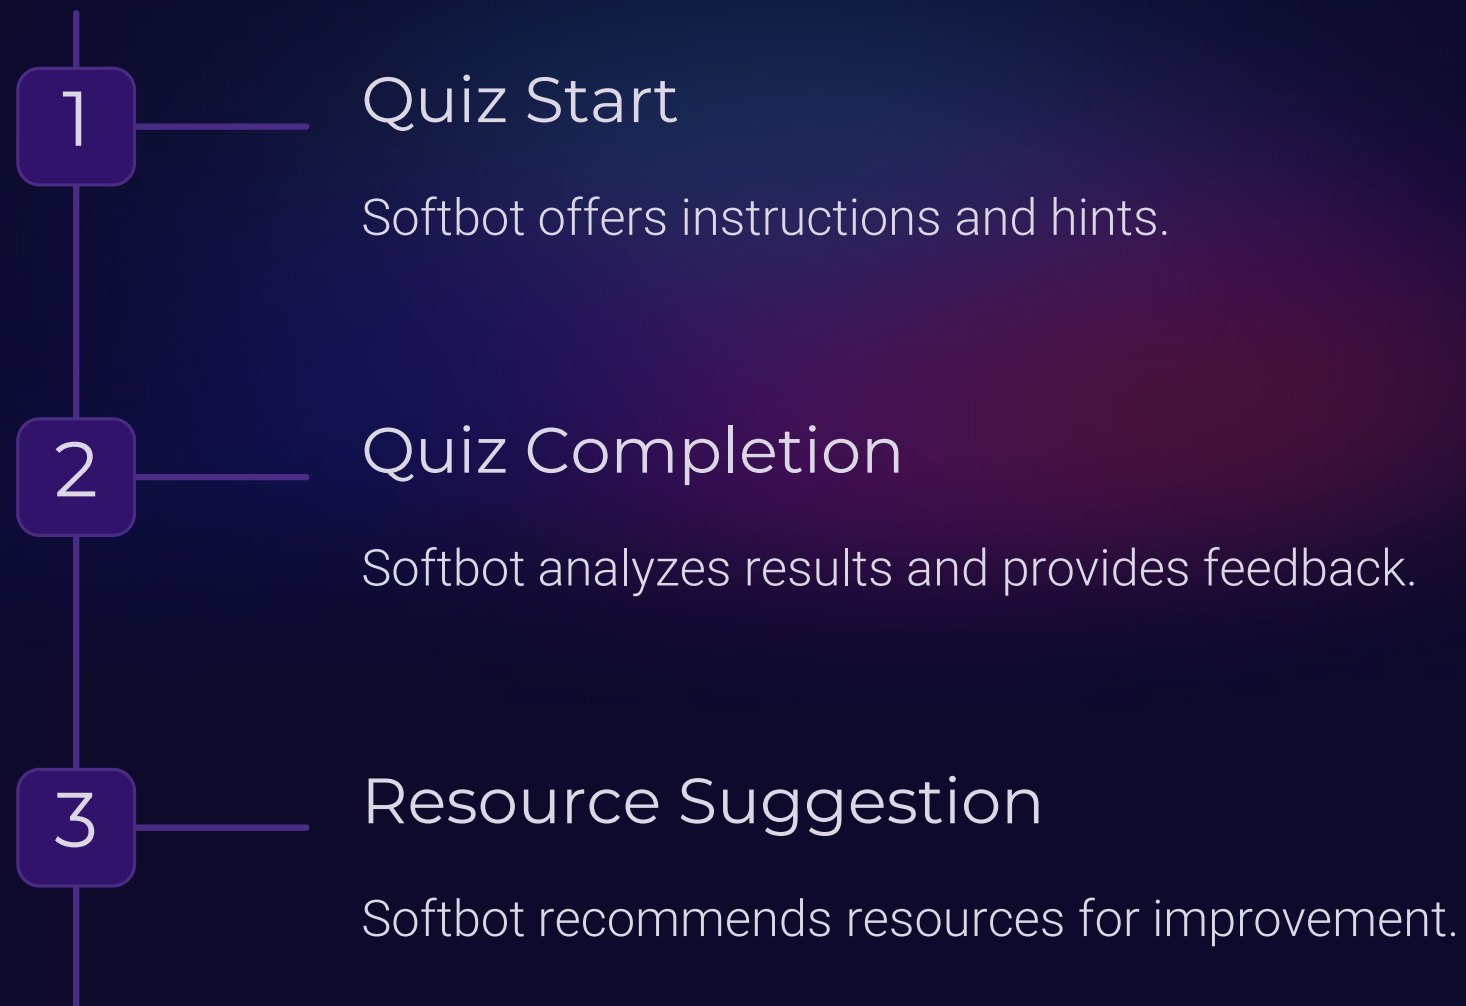 1
Quiz Start
Softbot offers instructions and hints.
2
Quiz Completion
Softbot analyzes results and provides feedback.
3
Resource Suggestion
Softbot recommends resources for improvement.